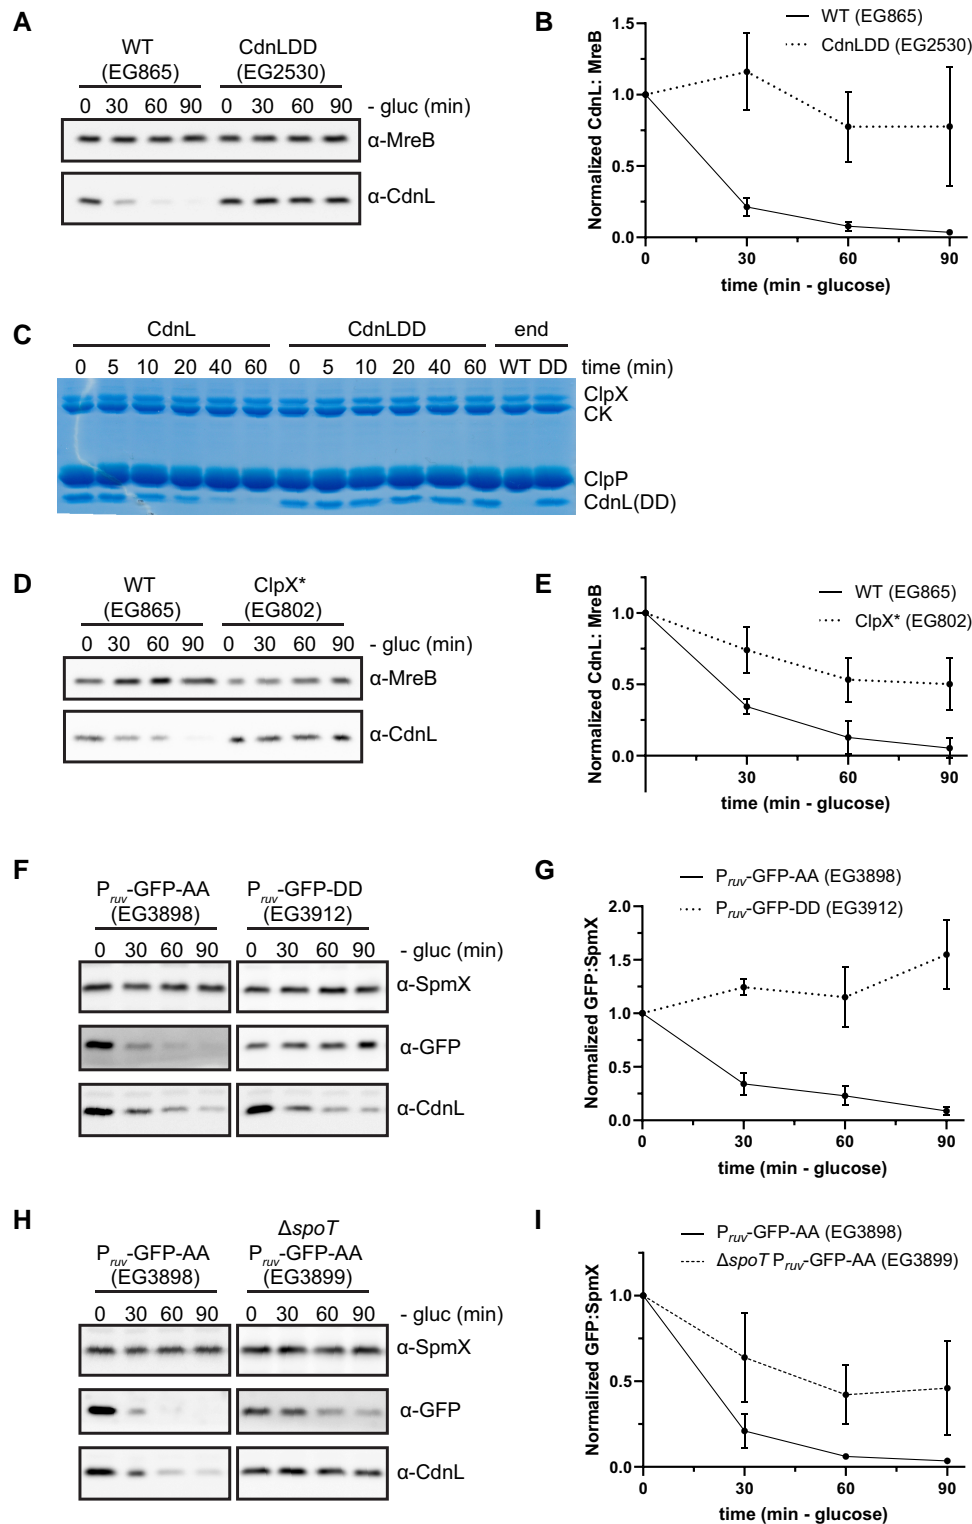 A
WT
(EG865)
CdnLDD
(EG2530)
0 30 60 90 0 30 60 90 - gluc (min)
α-MreB
α-CdnL
B
WT (EG865)
CdnLDD (EG2530)
Normalized CdnL: MreB
1.5
1.0
0.5
0.0
0 30 60 90
time (min - glucose)
C
CdnL CdnLDD end
0 5 10 20 40 60 0 5 10 20 40 60 WT DD time (min)
ClpX
CK
ClpP
CdnL(DD)
D
WT
(EG865)
ClpX*
(EG802)
0 30 60 90 0 30 60 90 - gluc (min)
α-MreB
α-CdnL
E
WT (EG865)
ClpX* (EG802)
Normalized CdnL: MreB
1.0
0.5
0.0
30 60 90
time (min - glucose)
F
Pruv-GFP-AA
(EG3898)
Pruv-GFP-DD
(EG3912)
0 30 60 90 0 30 60 90 - gluc (min)
α-SpmX
α-GFP
α-CdnL
G
Pruv-GFP-AA (EG3898)
Pruv-GFP-DD (EG3912)
Normalized GFP:SpmX
2.0
1.5
1.0
0.5
0.0
0 30 60 90
time (min - glucose)
H
Pruv-GFP-AA
(EG3898)
ΔspoT
Pruv-GFP-AA
(EG3899)
0 30 60 90 0 30 60 90 - gluc (min)
α-SpmX
α-GFP
α-CdnL
I
Pruv-GFP-AA (EG3898)
ΔspoT Pruv-GFP-AA (EG3899)
Normalized GFP:SpmX
1.0
0.5
0.0
0 30 60 90
time (min - glucose)